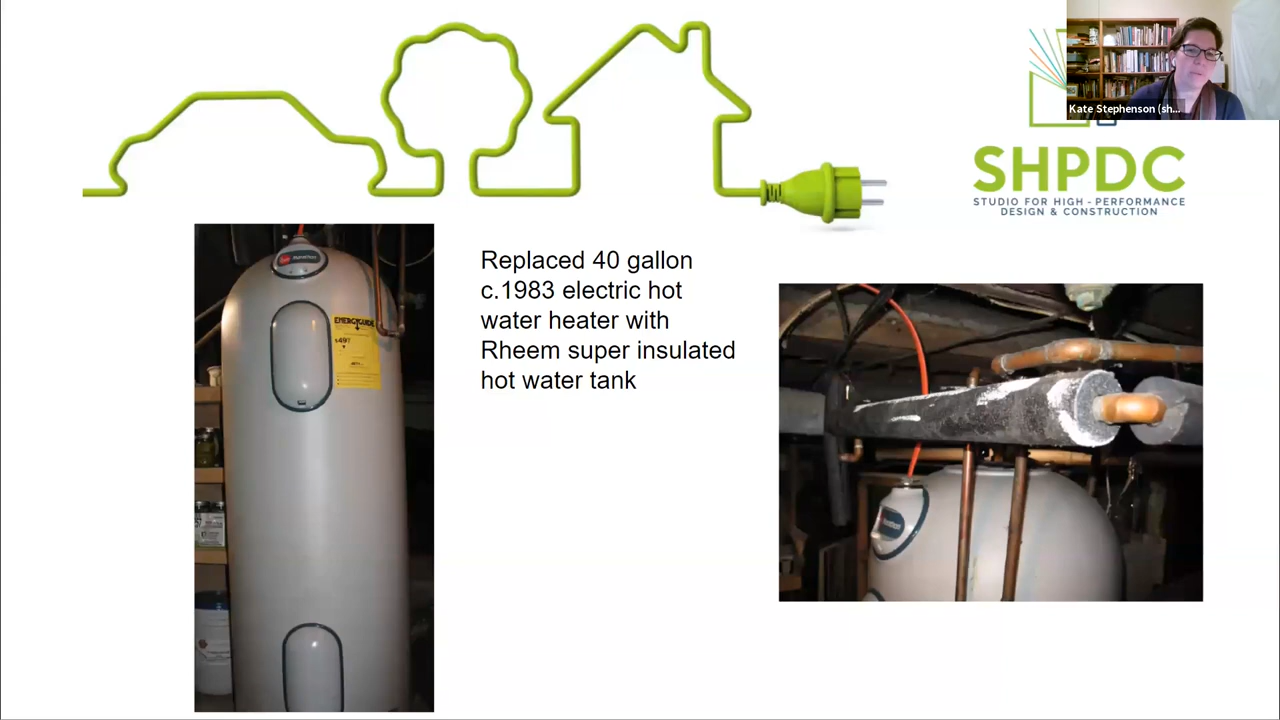 Kate Stephenson (sh...
SHPDC
STUDIO FOR HIGH - PERFORMANCE
DESIGN & CONSTRUCTION
Replaced 40 gallon
c.1983 electric hot
water heater with
Rheem super insulated
hot water tank
ENERGYGUIDE
$497